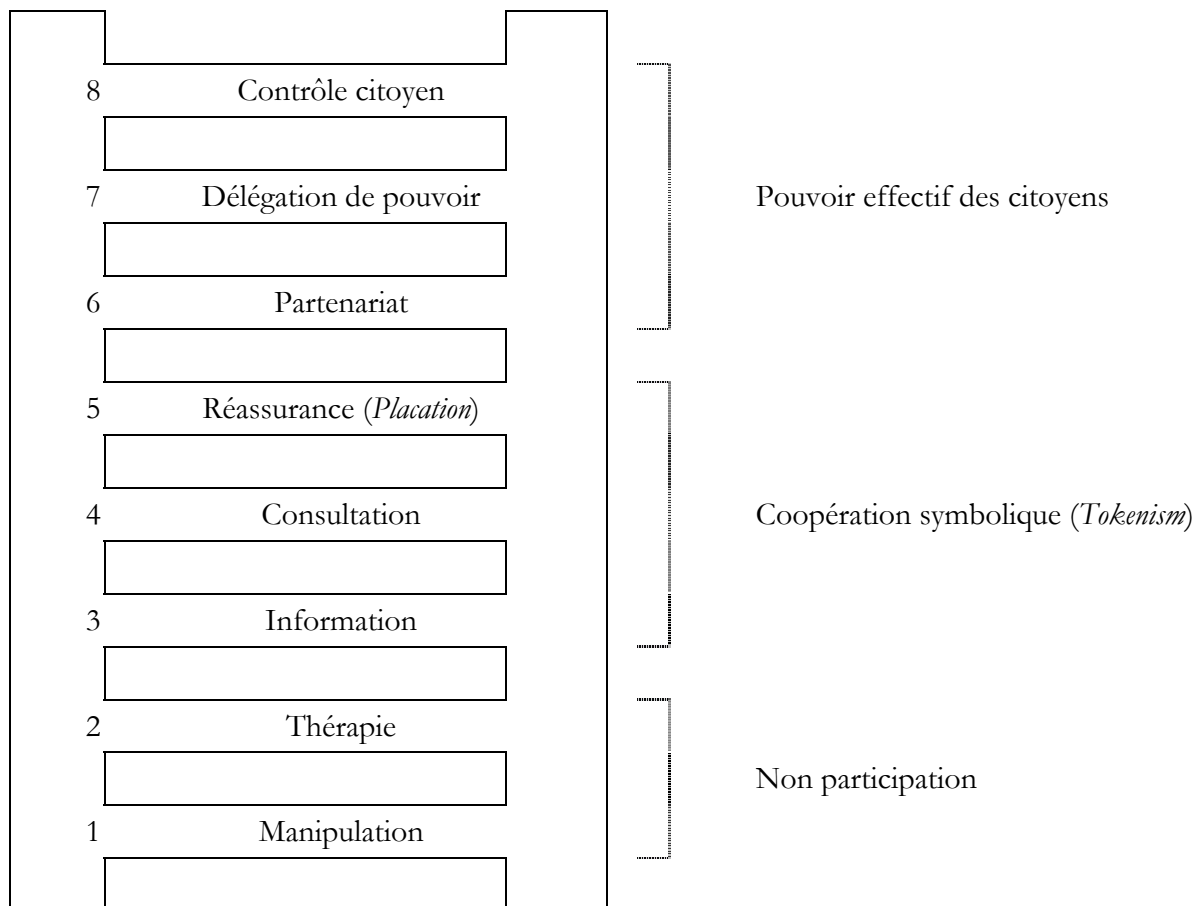 8 Contrôle citoyen
7 Délégation de pouvoir Pouvoir effectif des citoyens
6 Partenariat
5 Réassurance (Placation)
4 Consultation Coopération symbolique (Tokenism)
3 Information
2 Thérapie
Non participation
1 Manipulation